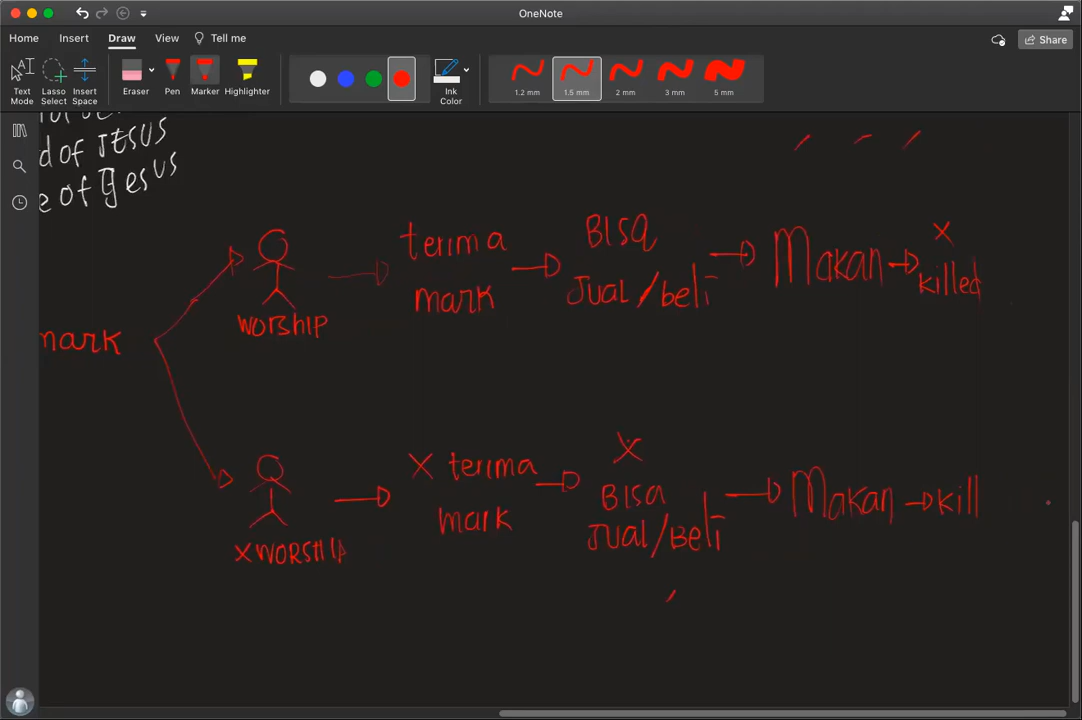 OneNote
Home Insert Draw View Tell me
Share
Text Mode
Lasso Select
Insert Space
Eraser
Pen
Marker
Highlighter
Ink Color
1.2 mm
1.5 mm
2 mm
3 mm
5 mm
d of JESUS
e of Jesus
mark
WORSHIP
terima
mark
BISa
Jual/beli
Makan
X
killed
XWORSHIP
X terima
mark
X
BISa
Jual/Beli
Makan
kill